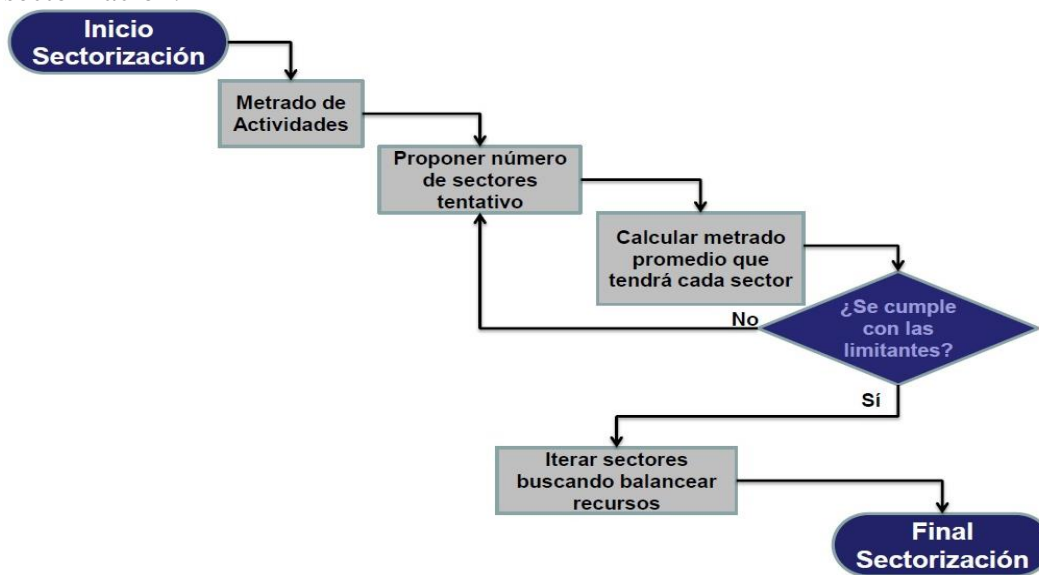 Inicio
Sectorización
Metrado de
Actividades
Proponer número
de sectores
tentativo
Calcular metrado
promedio que
tendrá cada sector
¿Se cumple
con las
limitantes?
No
Sí
Iterar sectores
buscando balancear
recursos
Final
Sectorización